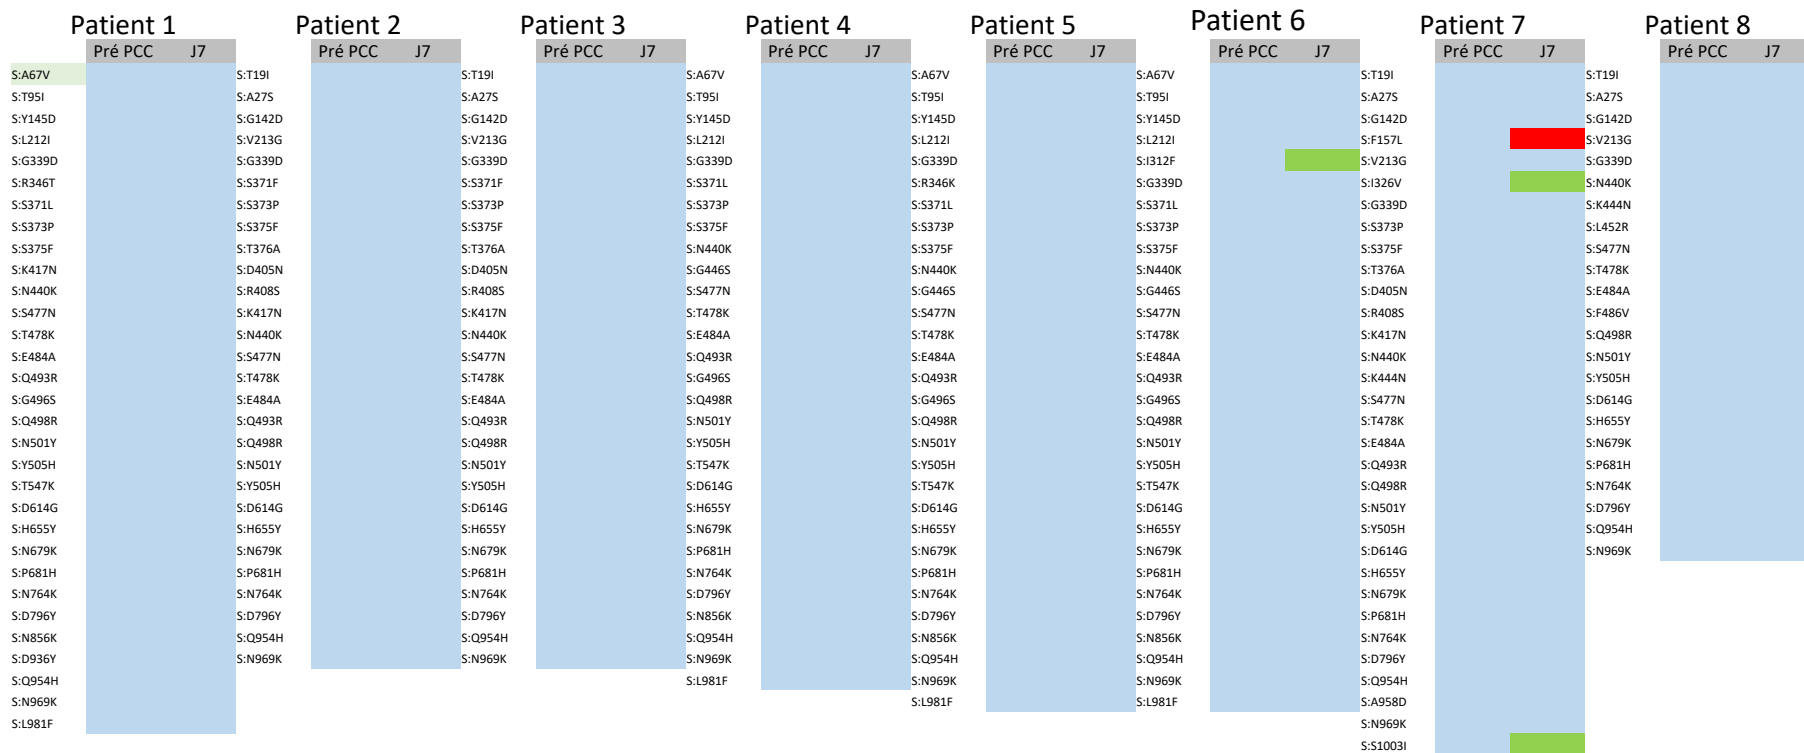 Patient 1
Pré PCC J7
S:A67V
S:T95I
S:Y145D
S:L212I
S:G339D
S:R346T
S:S371L
S:S373P
S:S375F
S:K417N
S:N440K
S:S477N
S:T478K
S:E484A
S:Q493R
S:G496S
S:Q498R
S:N501Y
S:Y505H
S:T547K
S:D614G
S:H655Y
S:N679K
S:P681H
S:N764K
S:D796Y
S:N856K
S:D936Y
S:Q954H
S:N969K
S:L981F
Patient 2
Pré PCC J7
S:T19I
S:A27S
S:G142D
S:V213G
S:G339D
S:S371F
S:S373P
S:S375F
S:T376A
S:D405N
S:R408S
S:K417N
S:N440K
S:S477N
S:T478K
S:E484A
S:Q493R
S:Q498R
S:N501Y
S:Y505H
S:D614G
S:H655Y
S:N679K
S:P681H
S:N764K
S:D796Y
S:Q954H
S:N969K
Patient 3
Pré PCC J7
S:T19I
S:A27S
S:G142D
S:V213G
S:G339D
S:S371F
S:S373P
S:S375F
S:T376A
S:D405N
S:R408S
S:K417N
S:N440K
S:S477N
S:T478K
S:E484A
S:Q493R
S:Q498R
S:N501Y
S:Y505H
S:D614G
S:H655Y
S:N679K
S:P681H
S:N764K
S:D796Y
S:Q954H
S:N969K
Patient 4
Pré PCC J7
S:A67V
S:T95I
S:Y145D
S:L212I
S:G339D
S:S371L
S:S373P
S:S375F
S:N440K
S:G446S
S:S477N
S:T478K
S:E484A
S:Q493R
S:G496S
S:Q498R
S:N501Y
S:Y505H
S:T547K
S:D614G
S:H655Y
S:N679K
S:P681H
S:N764K
S:D796Y
S:N856K
S:Q954H
S:N969K
S:L981F
Patient 5
Pré PCC J7
S:A67V
S:T95I
S:Y145D
S:L212I
S:G339D
S:R346K
S:S371L
S:S373P
S:S375F
S:N440K
S:G446S
S:S477N
S:T478K
S:E484A
S:Q493R
S:G496S
S:Q498R
S:N501Y
S:Y505H
S:T547K
S:D614G
S:H655Y
S:N679K
S:P681H
S:N764K
S:D796Y
S:N856K
S:Q954H
S:N969K
S:L981F
Patient 6
Pré PCC J7
S:A67V
S:T95I
S:Y145D
S:L212I
S:I312F
S:G339D
S:S371L
S:S373P
S:S375F
S:N440K
S:G446S
S:S477N
S:T478K
S:E484A
S:Q493R
S:G496S
S:Q498R
S:N501Y
S:Y505H
S:T547K
S:D614G
S:H655Y
S:N679K
S:P681H
S:N764K
S:D796Y
S:N856K
S:Q954H
S:N969K
S:L981F
Patient 7
Pré PCC J7
S:T19I
S:A27S
S:G142D
S:F157L
S:V213G
S:I326V
S:G339D
S:S373P
S:S375F
S:T376A
S:D405N
S:R408S
S:K417N
S:N440K
S:K444N
S:S477N
S:T478K
S:E484A
S:Q493R
S:Q498R
S:N501Y
S:Y505H
S:D614G
S:H655Y
S:N679K
S:P681H
S:N764K
S:D796Y
S:Q954H
S:A958D
S:N969K
S:S1003I
Patient 8
Pré PCC J7
S:T19I
S:A27S
S:G142D
S:V213G
S:G339D
S:N440K
S:K444N
S:L452R
S:S477N
S:T478K
S:E484A
S:F486V
S:Q498R
S:N501Y
S:Y505H
S:D614G
S:H655Y
S:N679K
S:P681H
S:N764K
S:D796Y
S:Q954H
S:N969K